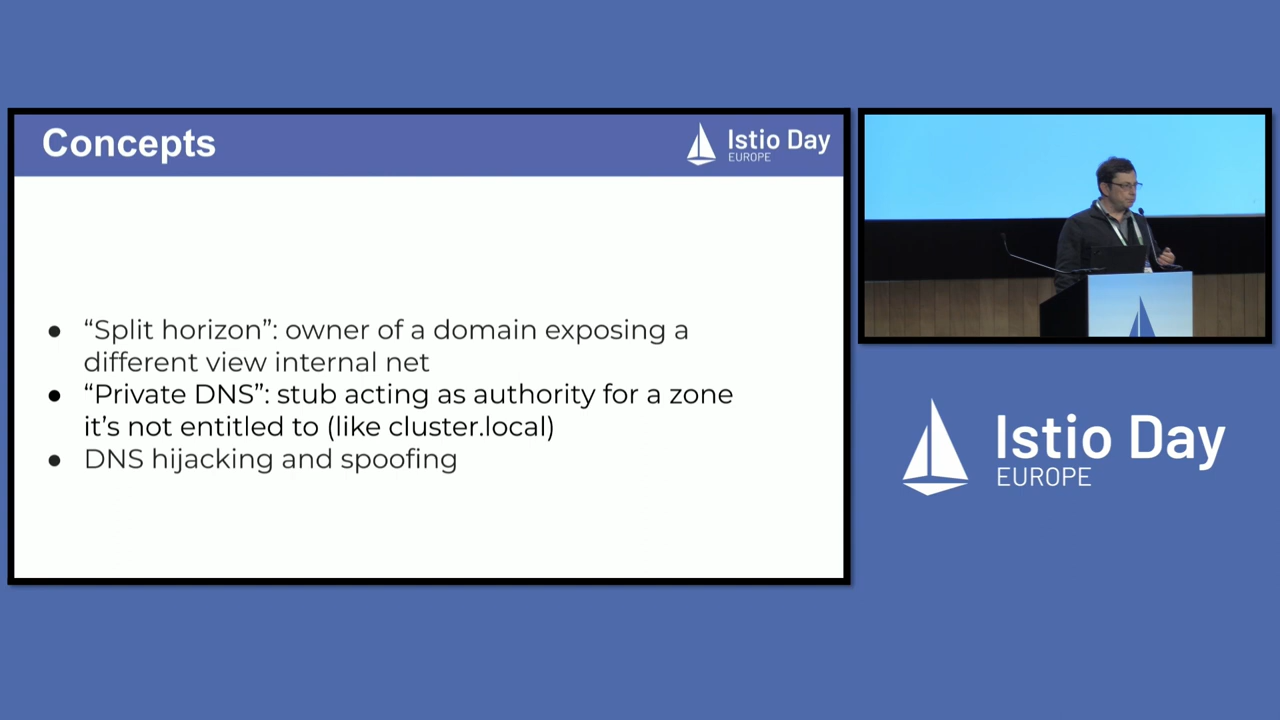 Concepts
Istio Day
EUROPE
● “Split horizon”: owner of a domain exposing a
different view internal net
● “Private DNS”: stub acting as authority for a zone
it’s not entitled to (like cluster.local)
● DNS hijacking and spoofing
Istio Day
EUROPE